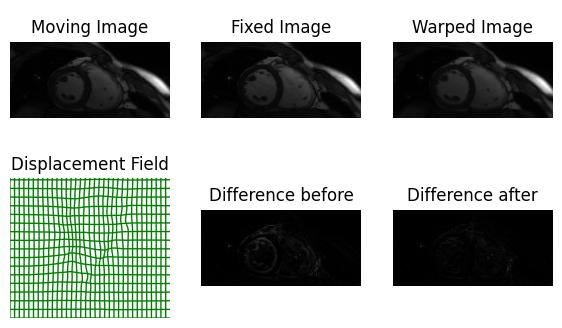 Moving Image
Fixed Image
Warped Image
Displacement Field
Difference before
Difference after